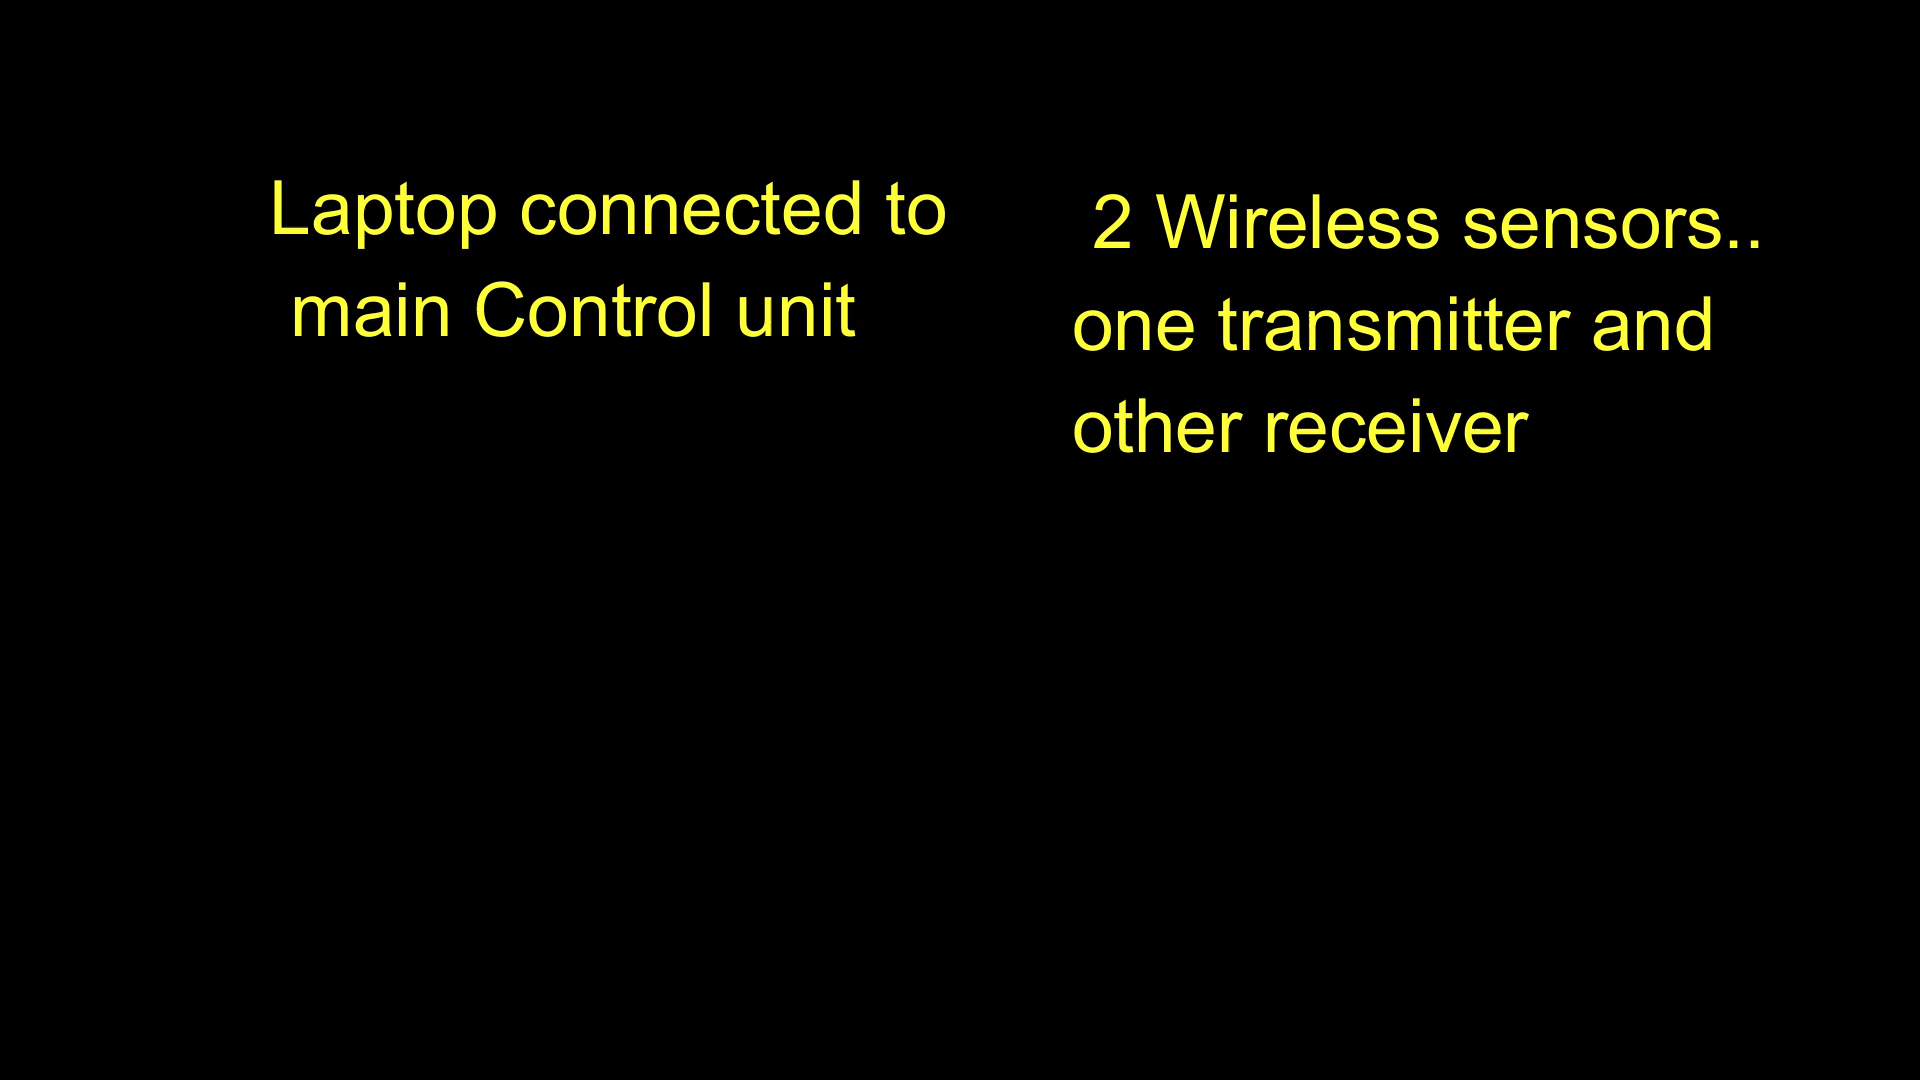 Laptop connected to
main Control unit
2 Wireless sensors..
one transmitter and
other receiver